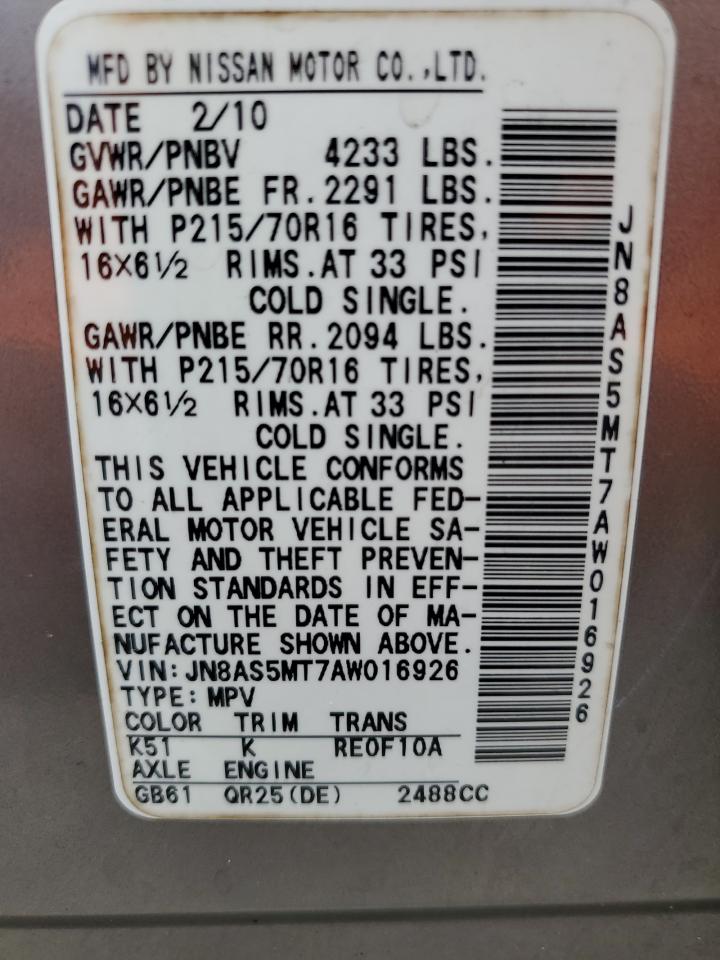 MFD BY NISSAN MOTOR CO.,LTD.
DATE 2/10
GVWR/PNBV 4233 LBS.
GAWR/PNBE FR.2291 LBS.
WITH P215/70R16 TIRES,
16X6½ RIMS.AT 33 PSI
COLD SINGLE.
GAWR/PNBE RR.2094 LBS.
WITH P215/70R16 TIRES,
16X6½ RIMS.AT 33 PSI
COLD SINGLE.
THIS VEHICLE CONFORMS
TO ALL APPLICABLE FED-
ERAL MOTOR VEHICLE SA-
FETY AND THEFT PREVEN-
TION STANDARDS IN EFF-
ECT ON THE DATE OF MA-
NUFACTURE SHOWN ABOVE.
VIN:JN8AS5MT7AW016926
TYPE:MPV
COLOR TRIM TRANS
K51 K RE0F10A
AXLE ENGINE
GB61 QR25(DE) 2488CC
JN8AS5MT7AW016926